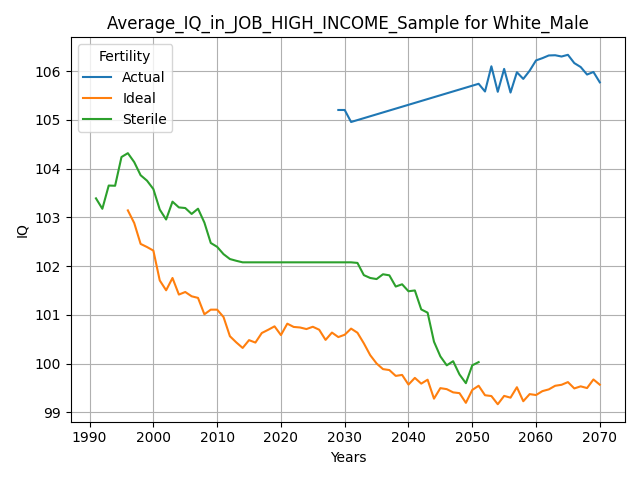 Average_IQ_in_JOB_HIGH_INCOME_Sample for White_Male
Fertility
Actual
Ideal
Sterile
IQ
106
105
104
103
102
101
100
99
1990 2000 2010 2020 2030 2040 2050 2060 2070
Years